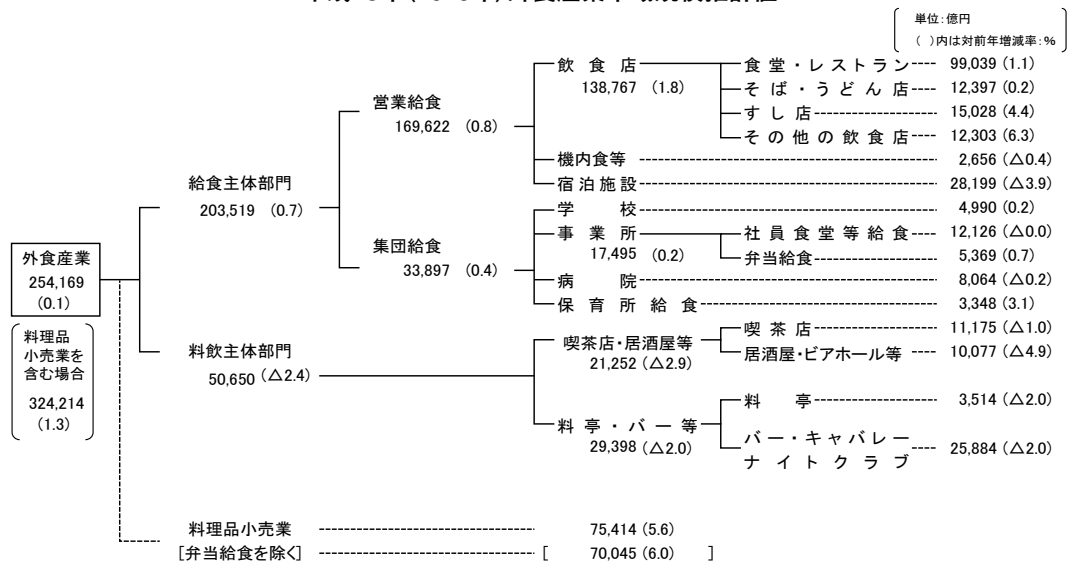 単位:億円
( )内は対前年増減率:%
飲食店 138,767 (1.8)
食堂・レストラン 99,039 (1.1)
そば・うどん店 12,397 (0.2)
すし店 15,028 (4.4)
その他の飲食店 12,303 (6.3)
営業給食
169,622 (0.8)
機内食等 2,656 (△0.4)
宿泊施設 28,199 (△3.9)
給食主体部門
203,519 (0.7)
学校 4,990 (0.2)
事業所 17,495 (0.2)
社員食堂等給食 12,126 (△0.0)
弁当給食 5,369 (0.7)
集団給食
33,897 (0.4)
病院 8,064 (△0.2)
保育所給食 3,348 (3.1)
外食産業
254,169
(0.1)
料理品
小売業を
含む場合
324,214
(1.3)
料飲主体部門
50,650 (△2.4)
喫茶店・居酒屋等
21,252 (△2.9)
喫茶店 11,175 (△1.0)
居酒屋・ビアホール等 10,077 (△4.9)
料亭・バー等
29,398 (△2.0)
料亭 3,514 (△2.0)
バー・キャバレー
ナイトクラブ 25,884 (△2.0)
料理品小売業 75,414 (5.6)
[弁当給食を除く] [ 70,045 (6.0) ]